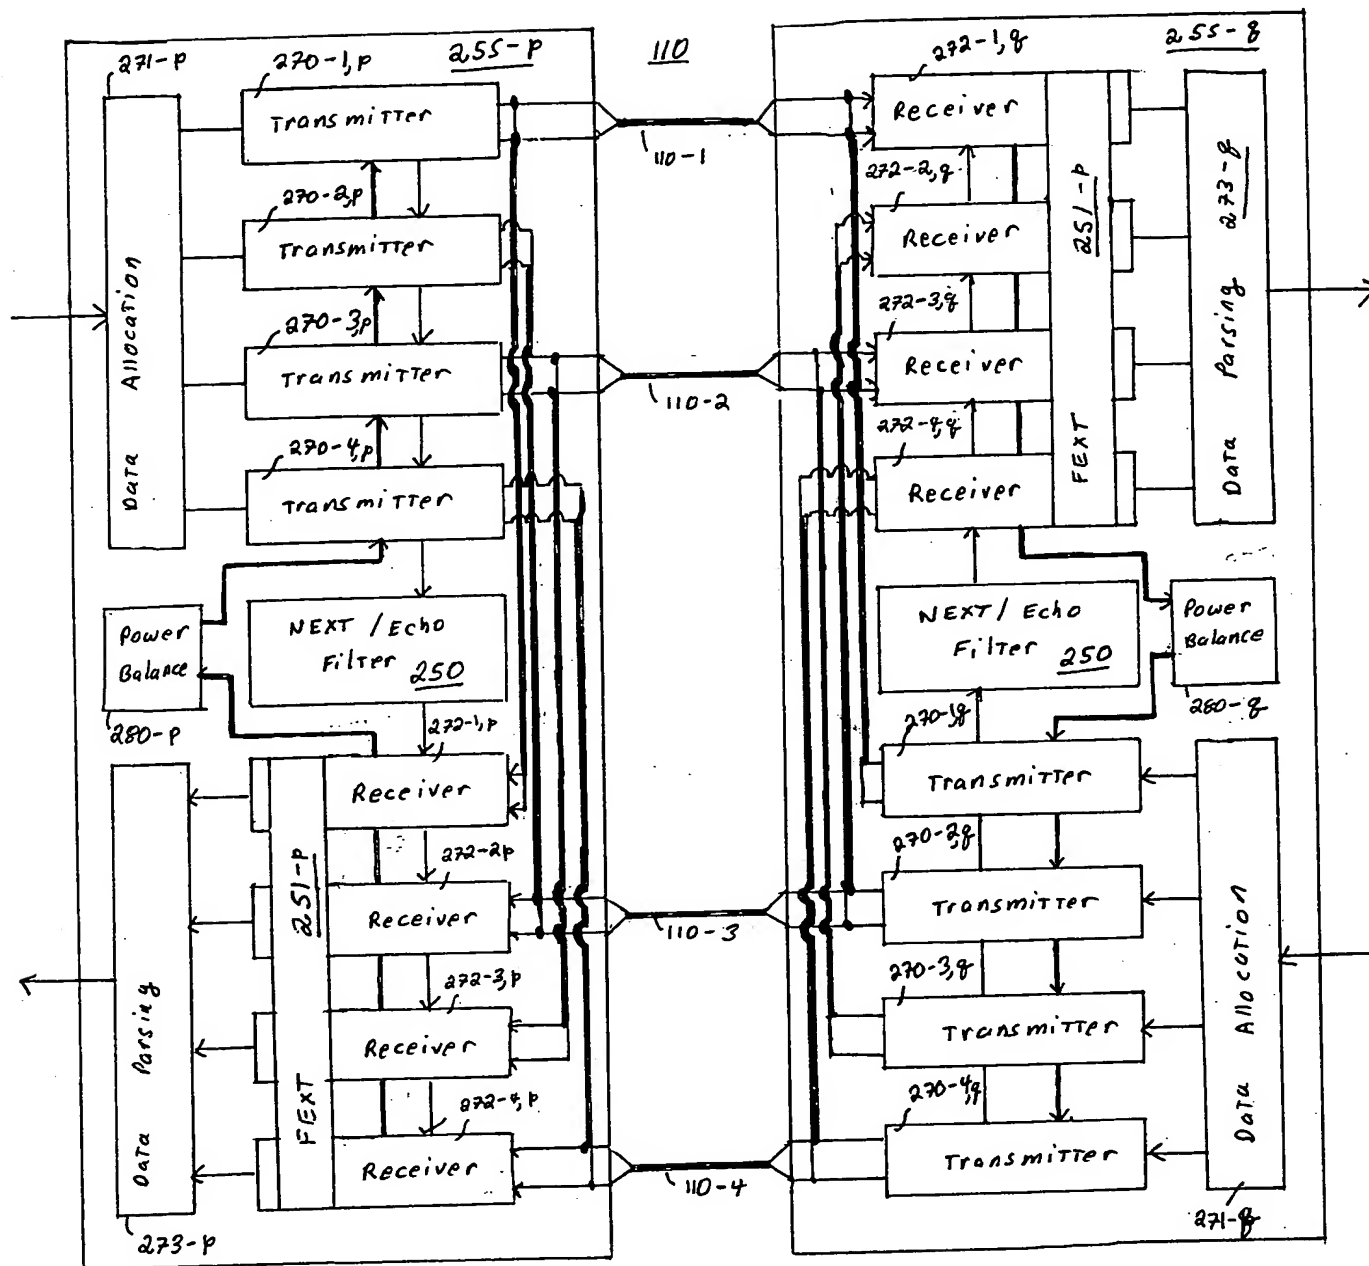 110
255-p
271-p
270-1,p
Data Allocation
Transmitter
270-2,p
Transmitter
270-3,p
Transmitter
270-4,p
Transmitter
Power
Balance
280-p
NEXT / Echo
Filter
250
272-1,p
Receiver
272-2p
Receiver
272-3,p
Receiver
272-4,p
Receiver
251-p
FEXT
Data Parsing
273-p
110-1
110-2
110-3
110-4
255-q
272-1,q
Receiver
272-2,q
Receiver
272-3,q
Receiver
272-4,q
Receiver
FEXT 251-p
Data Parsing 273-q
NEXT / Echo
Filter 250
Power
Balance
280-q
270-1,q
Transmitter
270-2,q
Transmitter
270-3,q
Transmitter
270-4,q
Transmitter
Data Allocation
271-q